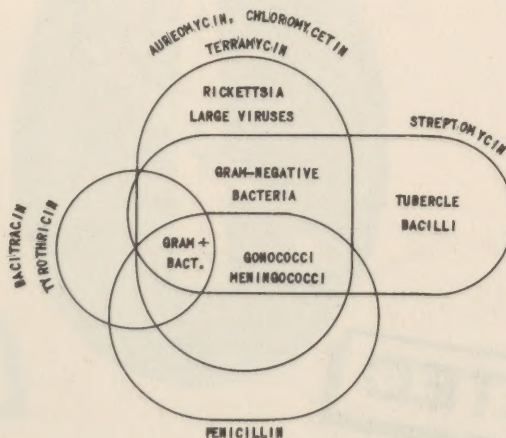 AUREOMYCIN, CHLOROMYCETIN
TERRAMYCIN
RICKETTSIA
LARGE VIRUSES
STREPTOMYCIN
GRAM-NEGATIVE
BACTERIA
TUBERCLE
BACILLI
BACITRACIN
TYROTHRICIN
GRAM +
BACT.
GONOCOCCI
MENINGOCOCCI
PENICILLIN